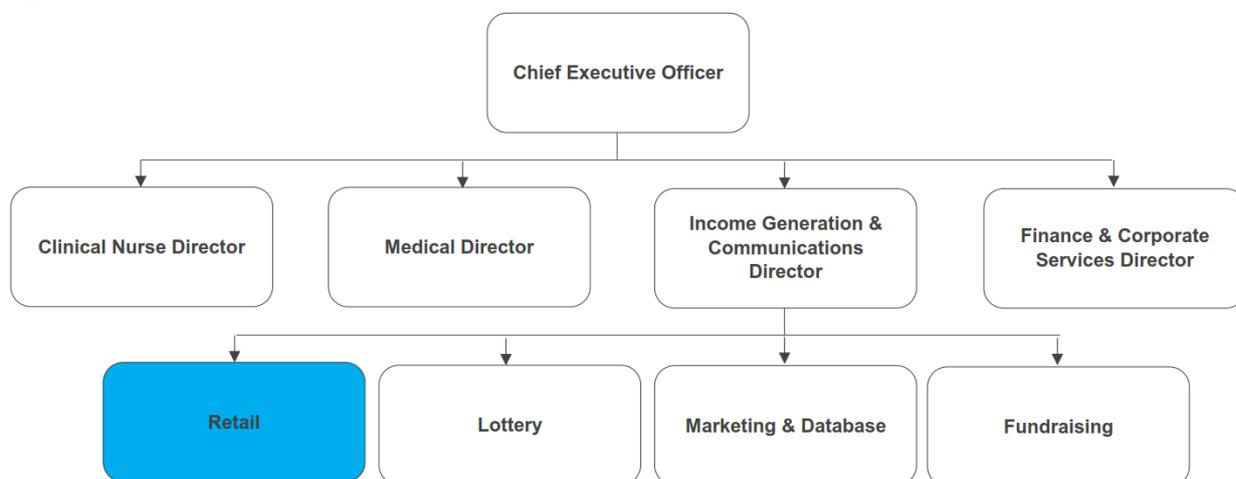 Chief Executive Officer
Clinical Nurse Director
Medical Director
Income Generation &
Communications
Director
Finance & Corporate
Services Director
Retail
Lottery
Marketing & Database
Fundraising